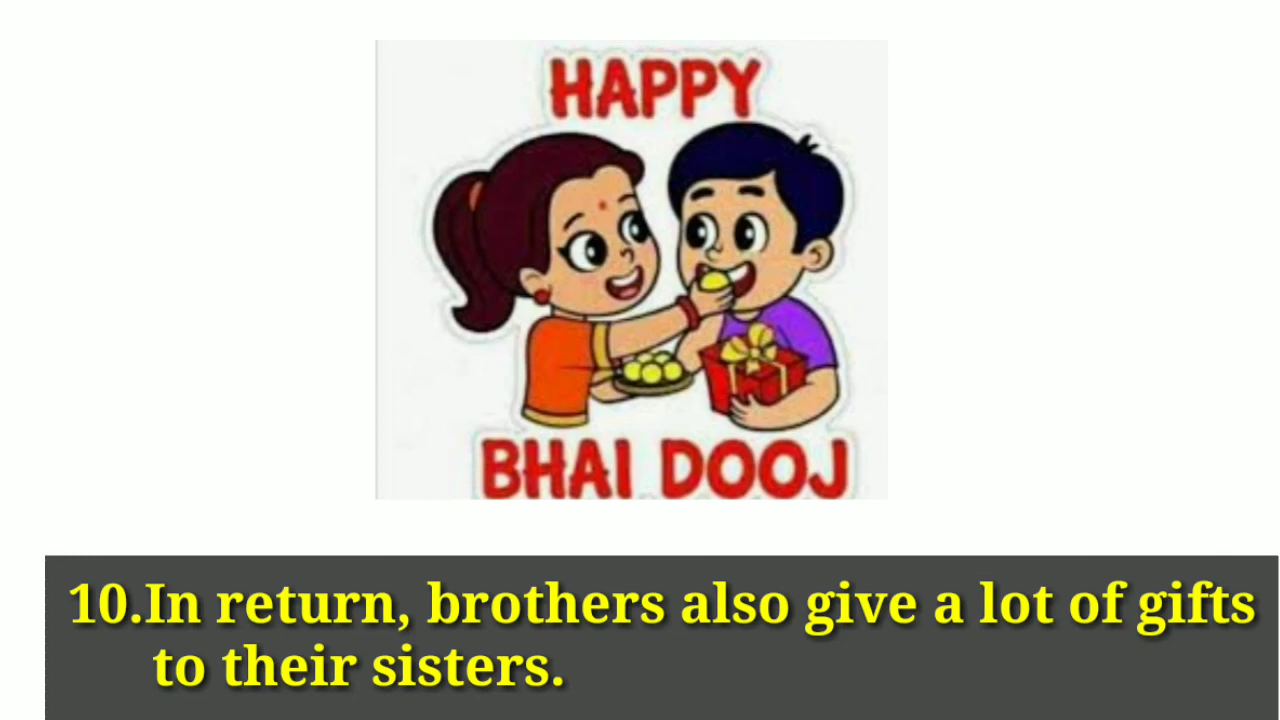 HAPPY
BHAI DOOJ
10.In return, brothers also give a lot of gifts
to their sisters.